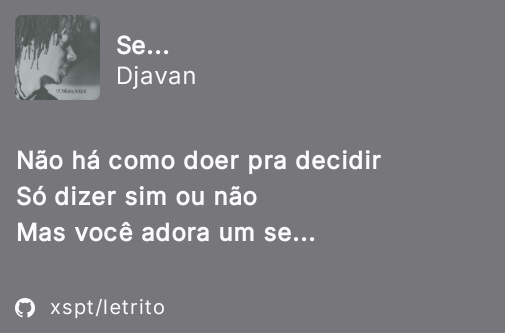 Se...
Djavan
Não há como doer pra decidir
Só dizer sim ou não
Mas você adora um se...
xspt/letrito